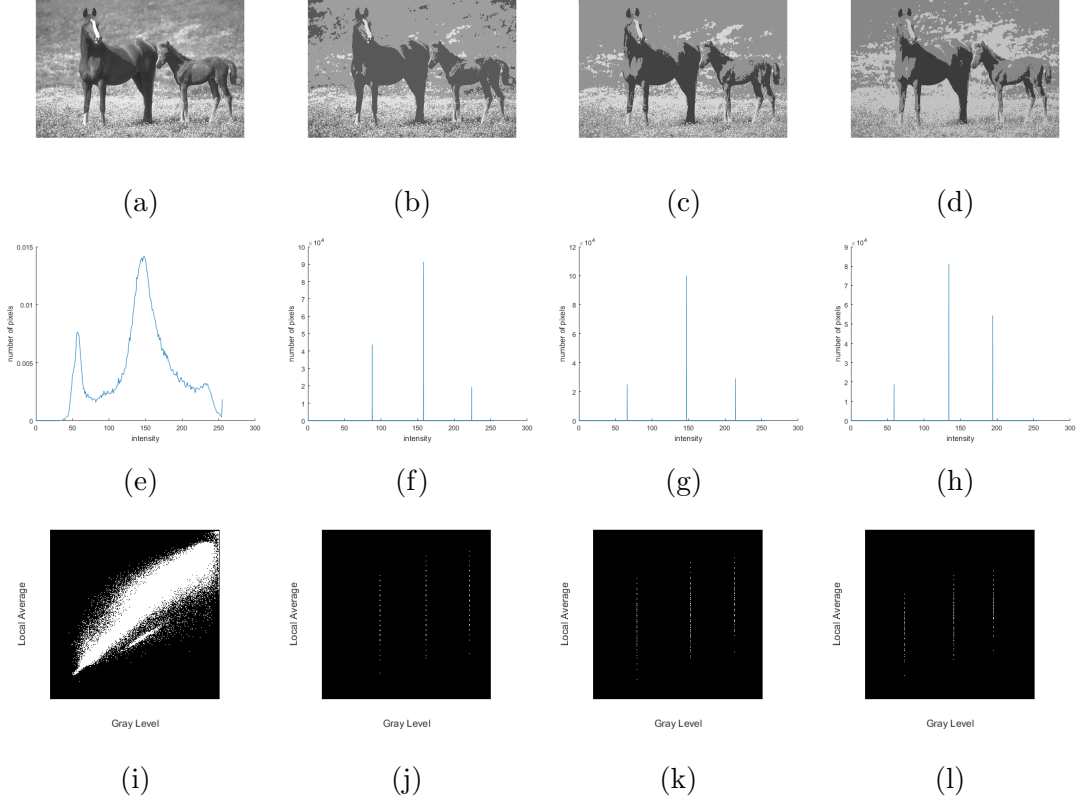 (a) (b) (c) (d)
0.015 0.01 0.005 0
number of pixels
0 50 100 150 200 250 300
intensity
×10⁴
10 9 8 7 6 5 4 3 2 1 0
number of pixels
0 50 100 150 200 250 300
intensity
×10⁴
12 10 8 6 4 2 0
number of pixels
0 50 100 150 200 250 300
intensity
×10⁴
9 8 7 6 5 4 3 2 1 0
number of pixels
0 50 100 150 200 250 300
intensity
(e) (f) (g) (h)
Local Average
Gray Level
Local Average
Gray Level
Local Average
Gray Level
Local Average
Gray Level
(i) (j) (k) (l)